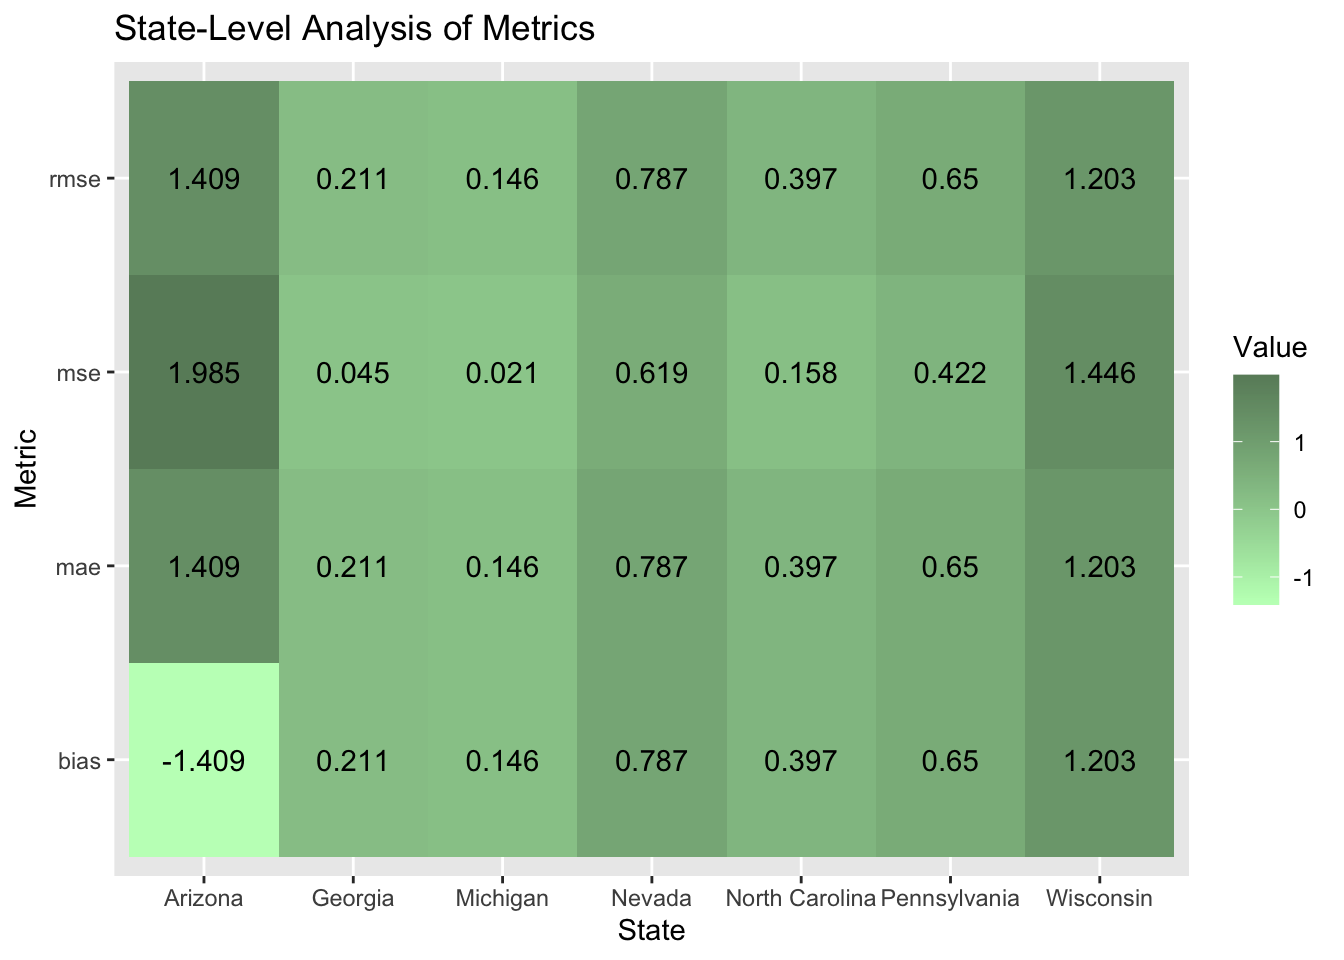 State-Level Analysis of Metrics
rmse 1.409 0.211 0.146 0.787 0.397 0.65 1.203
mse 1.985 0.045 0.021 0.619 0.158 0.422 1.446
mae 1.409 0.211 0.146 0.787 0.397 0.65 1.203
bias -1.409 0.211 0.146 0.787 0.397 0.65 1.203
Arizona Georgia Michigan Nevada North Carolina Pennsylvania Wisconsin
State
Metric
Value
1
0
-1